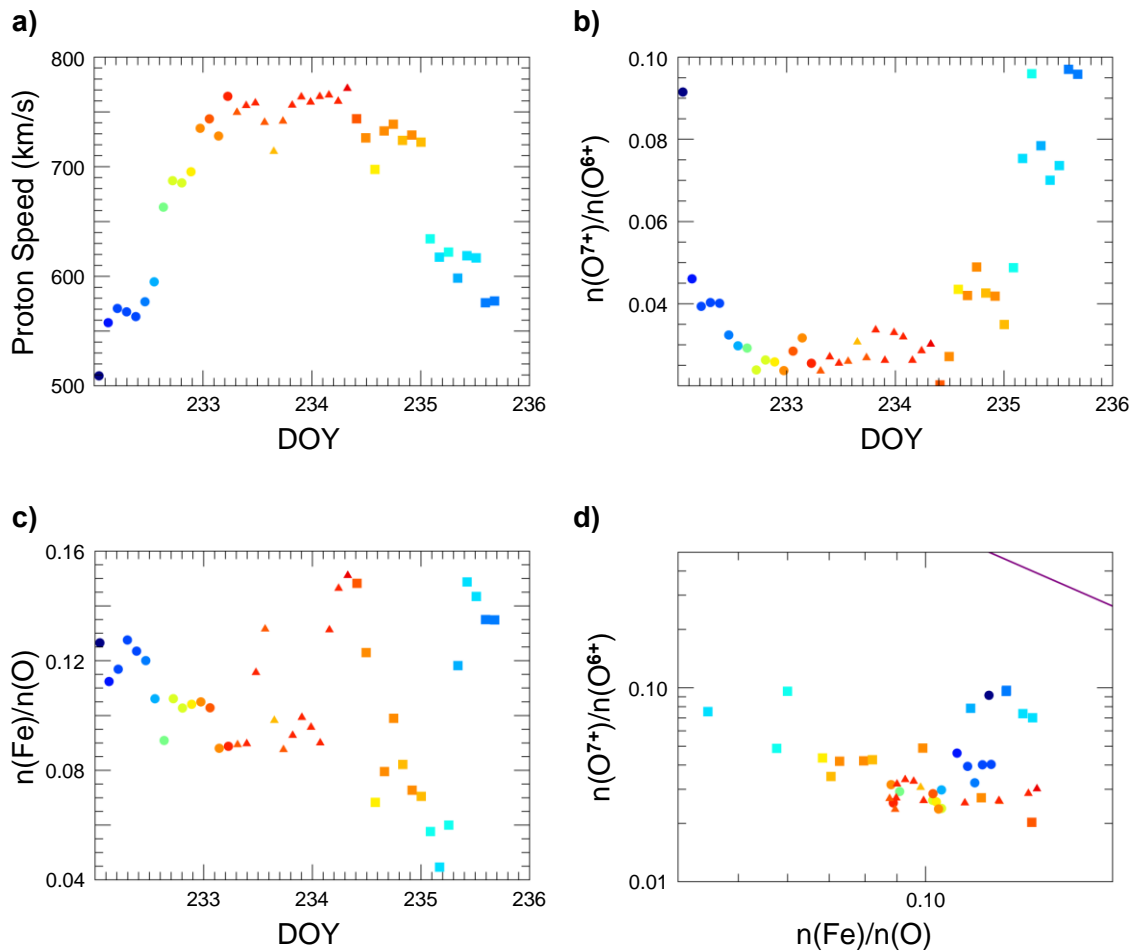 a)
800
700
600
500
Proton Speed (km/s)
233
234
235
236
DOY
b)
0.10
0.08
0.06
0.04
n(O⁷⁺)/n(O⁶⁺)
233
234
235
236
DOY
c)
0.16
0.12
0.08
0.04
n(Fe)/n(O)
233
234
235
236
DOY
d)
0.10
0.01
n(O⁷⁺)/n(O⁶⁺)
0.10
n(Fe)/n(O)